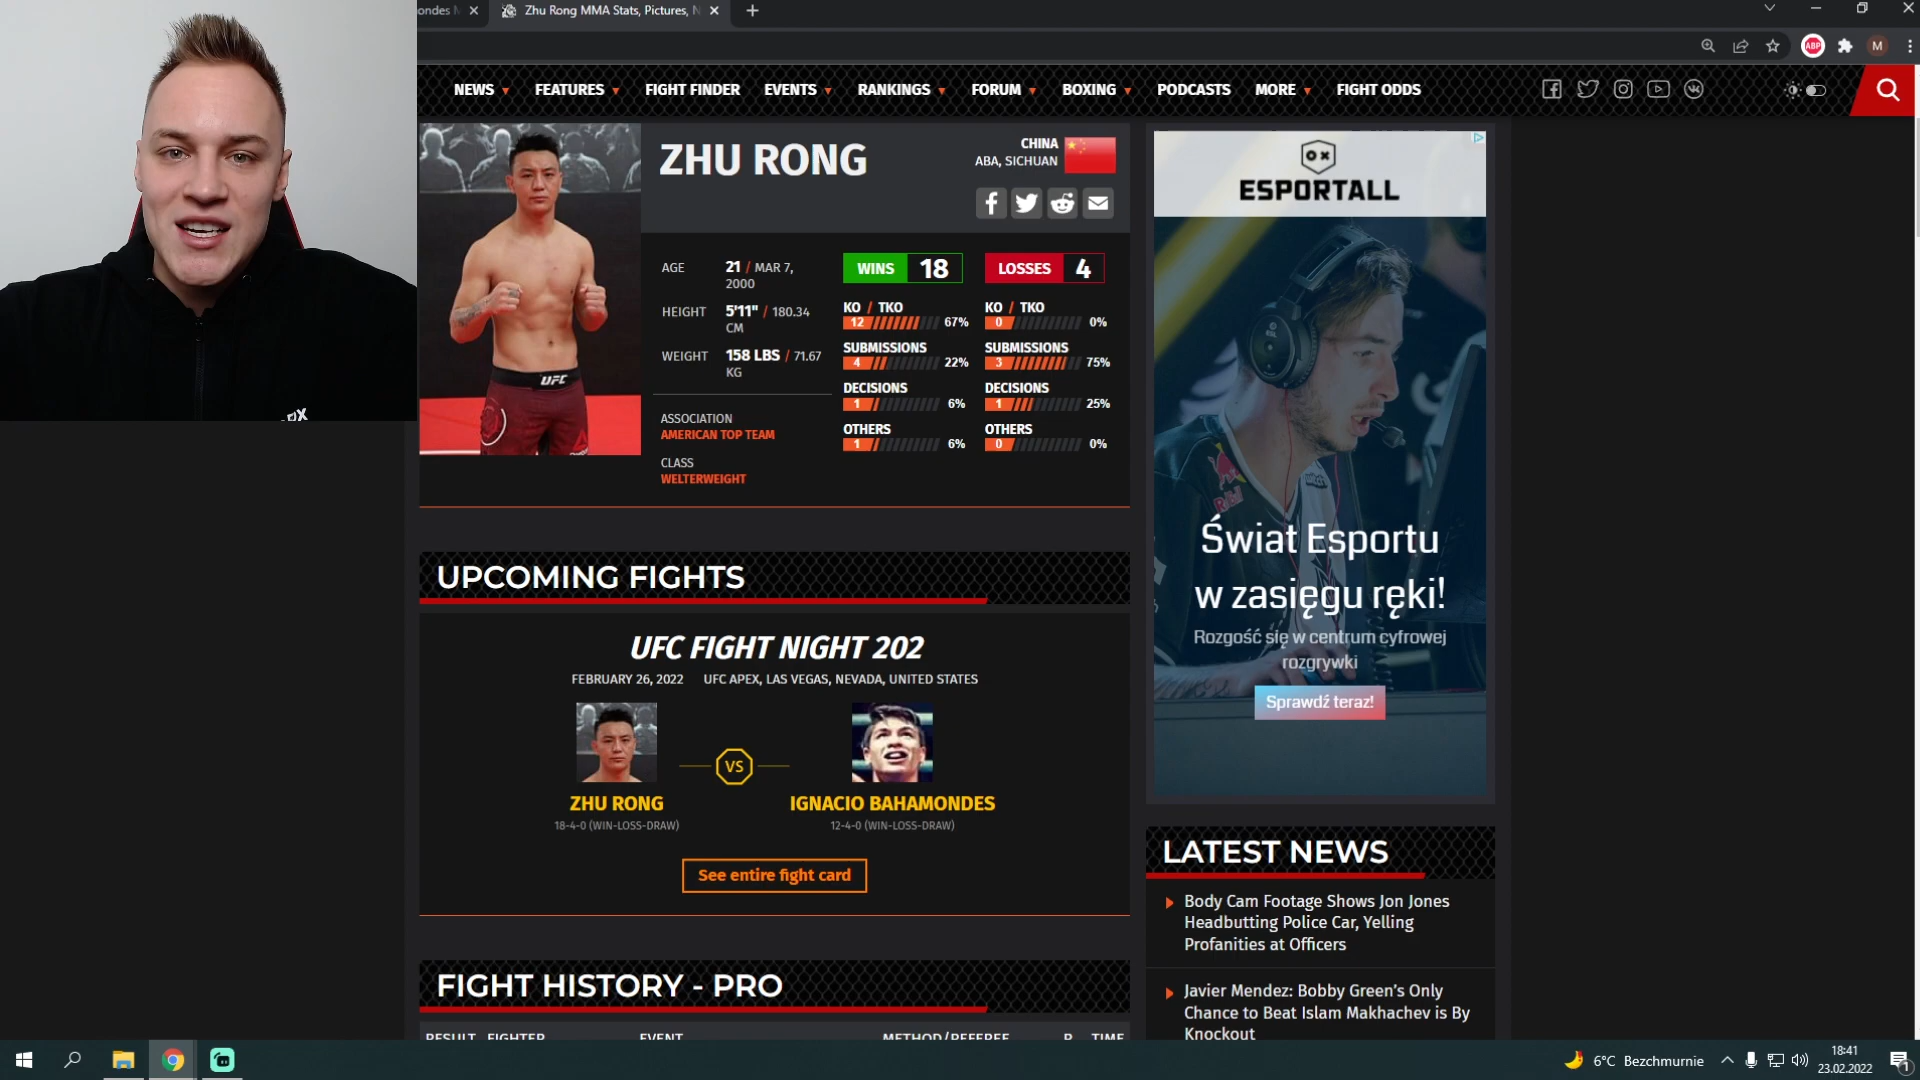 ondes M
Zhu Rong MMA Stats, Pictures, N
ABP
M
NEWS FEATURES FIGHT FINDER EVENTS RANKINGS FORUM BOXING PODCASTS MORE FIGHT ODDS
ZHU RONG
CHINA
ABA, SICHUAN
AGE 21 / MAR 7, 2000
HEIGHT 5'11" / 180.34 CM
WEIGHT 158 LBS / 71.67 KG
ASSOCIATION
AMERICAN TOP TEAM
CLASS
WELTERWEIGHT
WINS 18
KO / TKO
12 67%
SUBMISSIONS
4 22%
DECISIONS
1 6%
OTHERS
1 6%
LOSSES 4
KO / TKO
0 0%
SUBMISSIONS
3 75%
DECISIONS
1 25%
OTHERS
0 0%
UFC
UPCOMING FIGHTS
UFC FIGHT NIGHT 202
FEBRUARY 26, 2022 UFC APEX, LAS VEGAS, NEVADA, UNITED STATES
VS
ZHU RONG
18-4-0 (WIN-LOSS-DRAW)
IGNACIO BAHAMONDES
12-4-0 (WIN-LOSS-DRAW)
See entire fight card
FIGHT HISTORY - PRO
RESULT FIGHTER EVENT METHOD/REFEREE R TIME
ESPORTALL
Red Bull
Świat Esportu
w zasięgu ręki!
Rozgość się w centrum cyfrowej
rozgrywki
Sprawdź teraz!
LATEST NEWS
Body Cam Footage Shows Jon Jones
Headbutting Police Car, Yelling
Profanities at Officers
Javier Mendez: Bobby Green's Only
Chance to Beat Islam Makhachev is By
Knockout
6°C Bezchmurnie
18:41
23.02.2022
1